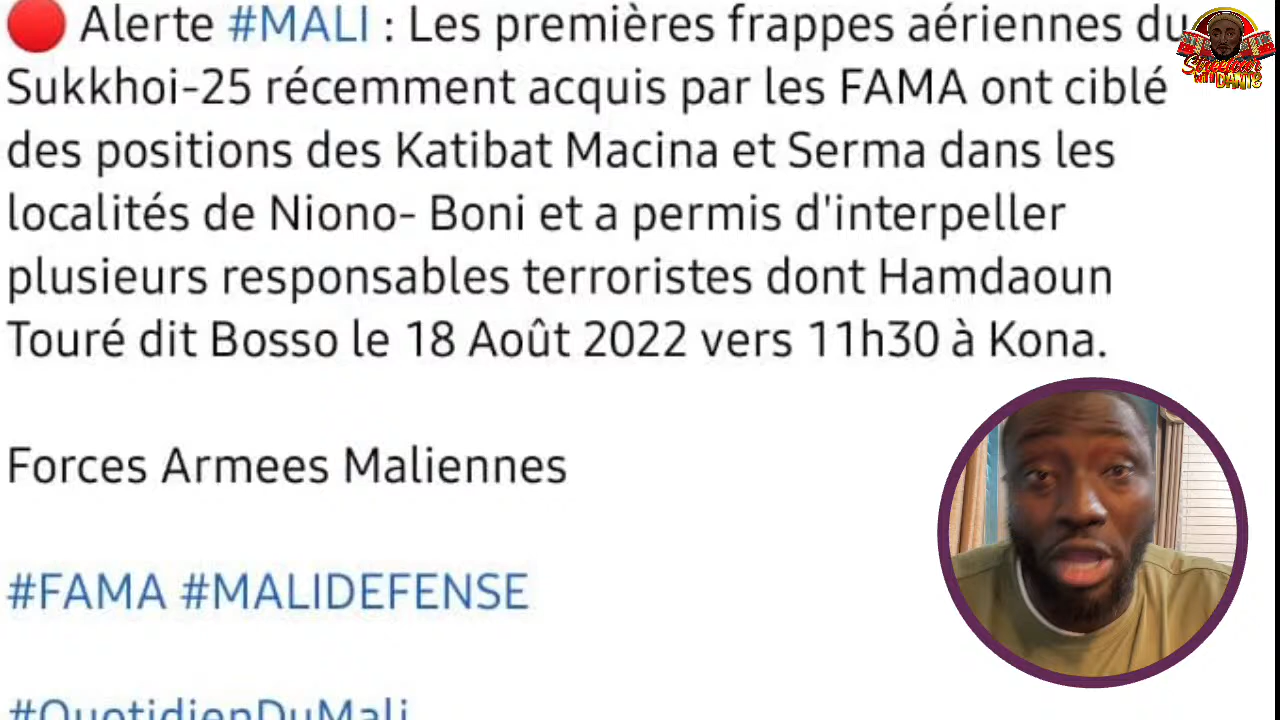 🔴 Alerte #MALI : Les premières frappes aériennes du
Sukkhoi-25 récemment acquis par les FAMA ont ciblé
des positions des Katibat Macina et Serma dans les
localités de Niono- Boni et a permis d'interpeller
plusieurs responsables terroristes dont Hamdaoun
Touré dit Bosso le 18 Août 2022 vers 11h30 à Kona.
Forces Armees Maliennes
#FAMA #MALIDEFENSE
#QuotidienDuMali